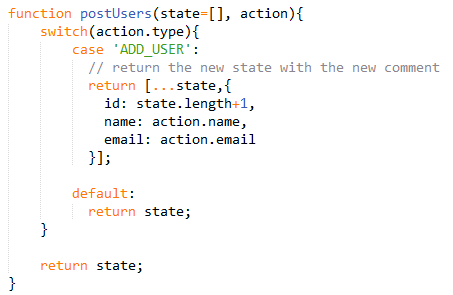 function postUsers(state=[], action){
    switch(action.type){
        case 'ADD_USER':
          // return the new state with the new comment
          return [...state,{
            id: state.length+1,
            name: action.name,
            email: action.email
          }];

        default:
          return state;
    }

    return state;
}